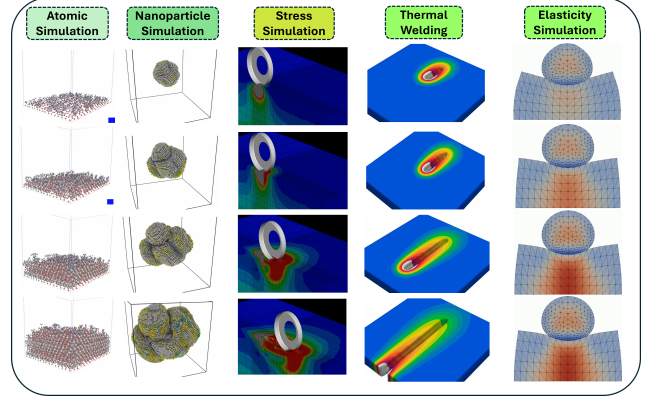 Atomic
Simulation
Nanoparticle
Simulation
Stress
Simulation
Thermal
Welding
Elasticity
Simulation